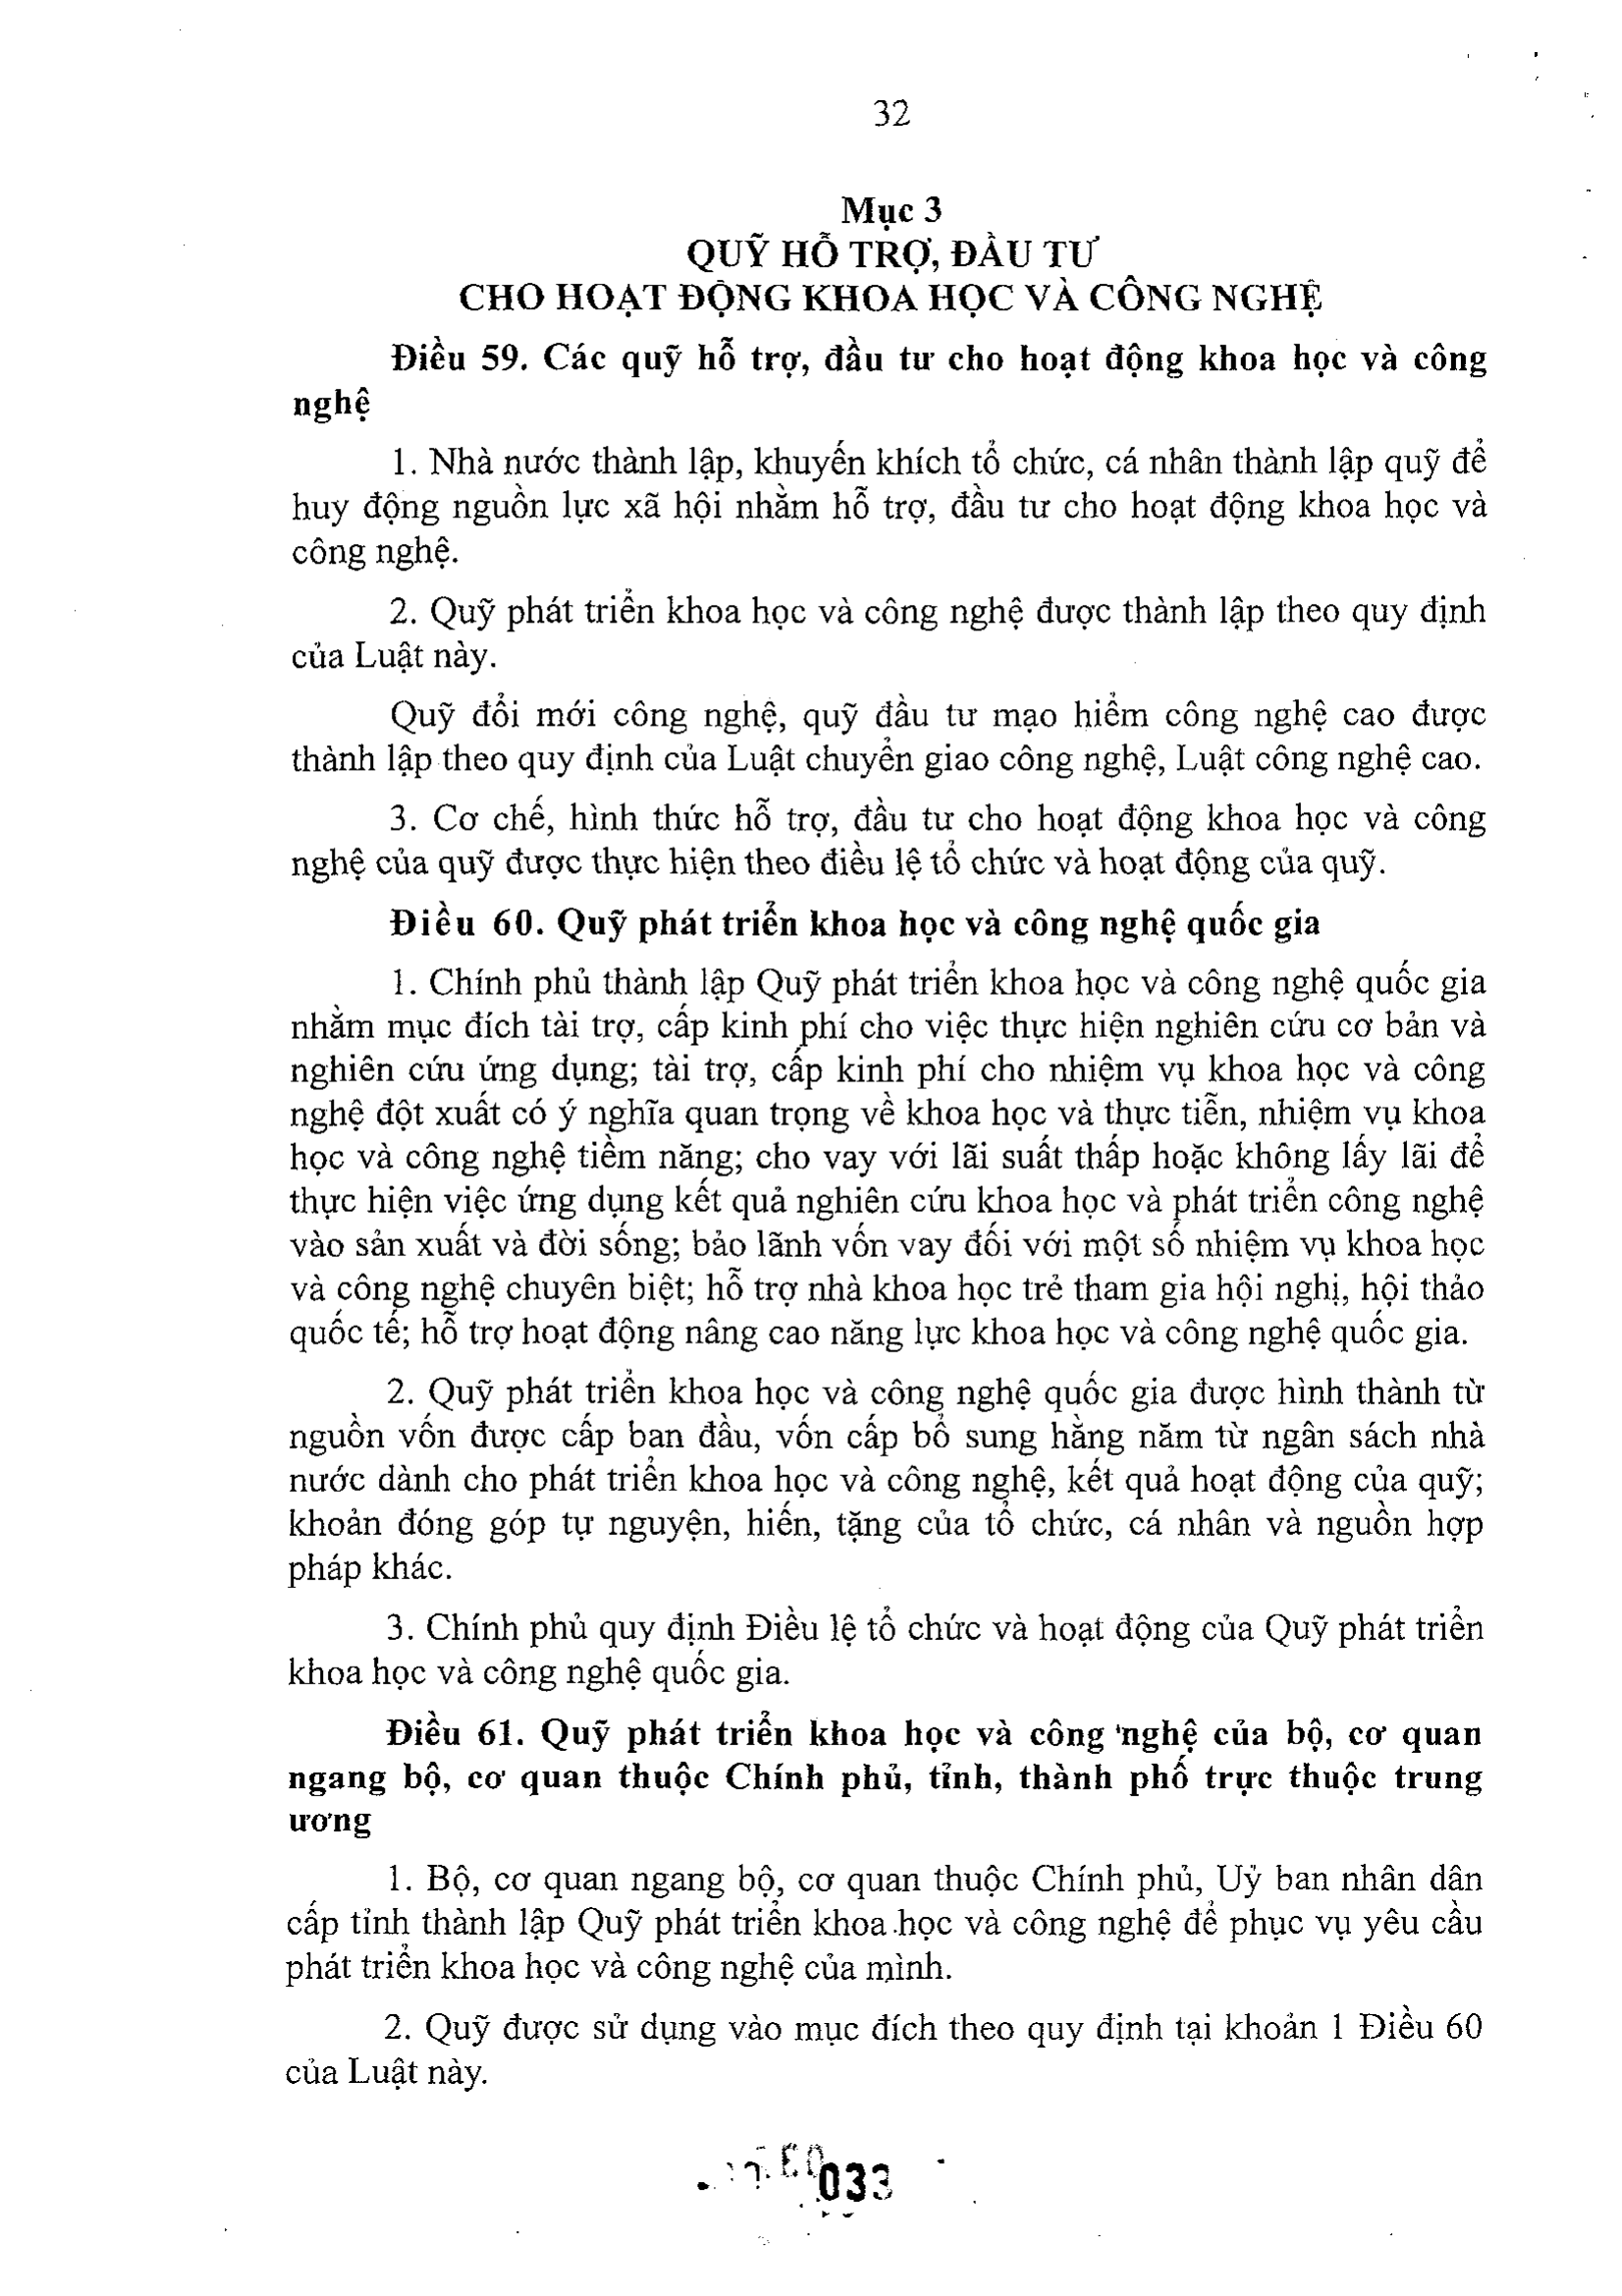 32
Mục 3
QUỸ HỖ TRỢ, ĐẦU TƯ
CHO HOẠT ĐỘNG KHOA HỌC VÀ CÔNG NGHỆ
Điều 59. Các quỹ hỗ trợ, đầu tư cho hoạt động khoa học và công
nghệ
1. Nhà nước thành lập, khuyến khích tổ chức, cá nhân thành lập quỹ để
huy động nguồn lực xã hội nhằm hỗ trợ, đầu tư cho hoạt động khoa học và
công nghệ.
2. Quỹ phát triển khoa học và công nghệ được thành lập theo quy định
của Luật này.
Quỹ đổi mới công nghệ, quỹ đầu tư mạo hiểm công nghệ cao được
thành lập theo quy định của Luật chuyển giao công nghệ, Luật công nghệ cao.
3. Cơ chế, hình thức hỗ trợ, đầu tư cho hoạt động khoa học và công
nghệ của quỹ được thực hiện theo điều lệ tổ chức và hoạt động của quỹ.
Điều 60. Quỹ phát triển khoa học và công nghệ quốc gia
1. Chính phủ thành lập Quỹ phát triển khoa học và công nghệ quốc gia
nhằm mục đích tài trợ, cấp kinh phí cho việc thực hiện nghiên cứu cơ bản và
nghiên cứu ứng dụng; tài trợ, cấp kinh phí cho nhiệm vụ khoa học và công
nghệ đột xuất có ý nghĩa quan trọng về khoa học và thực tiễn, nhiệm vụ khoa
học và công nghệ tiềm năng; cho vay với lãi suất thấp hoặc không lấy lãi để
thực hiện việc ứng dụng kết quả nghiên cứu khoa học và phát triển công nghệ
vào sản xuất và đời sống; bảo lãnh vốn vay đối với một số nhiệm vụ khoa học
và công nghệ chuyên biệt; hỗ trợ nhà khoa học trẻ tham gia hội nghị, hội thảo
quốc tế; hỗ trợ hoạt động nâng cao năng lực khoa học và công nghệ quốc gia.
2. Quỹ phát triển khoa học và công nghệ quốc gia được hình thành từ
nguồn vốn được cấp ban đầu, vốn cấp bổ sung hằng năm từ ngân sách nhà
nước dành cho phát triển khoa học và công nghệ, kết quả hoạt động của quỹ;
khoản đóng góp tự nguyện, hiến, tặng của tổ chức, cá nhân và nguồn hợp
pháp khác.
3. Chính phủ quy định Điều lệ tổ chức và hoạt động của Quỹ phát triển
khoa học và công nghệ quốc gia.
Điều 61. Quỹ phát triển khoa học và công nghệ của bộ, cơ quan
ngang bộ, cơ quan thuộc Chính phủ, tỉnh, thành phố trực thuộc trung
ương
1. Bộ, cơ quan ngang bộ, cơ quan thuộc Chính phủ, Uỷ ban nhân dân
cấp tỉnh thành lập Quỹ phát triển khoa học và công nghệ để phục vụ yêu cầu
phát triển khoa học và công nghệ của mình.
2. Quỹ được sử dụng vào mục đích theo quy định tại khoản 1 Điều 60
của Luật này.
033